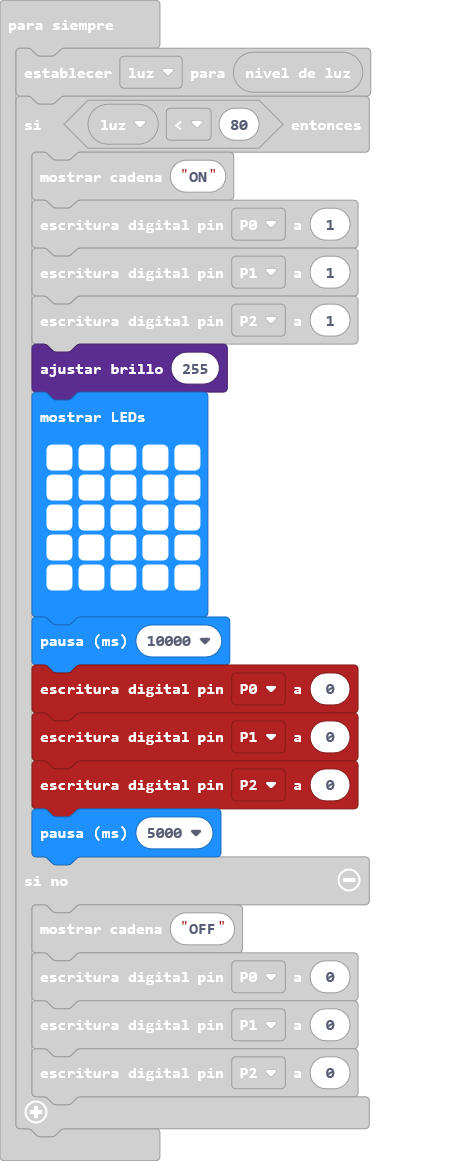 para siempre
establecer luz para nivel de luz
si luz < 80 entonces
mostrar cadena "ON"
escritura digital pin P0 a 1
escritura digital pin P1 a 1
escritura digital pin P2 a 1
ajustar brillo 255
mostrar LEDs
pausa (ms) 10000
escritura digital pin P0 a 0
escritura digital pin P1 a 0
escritura digital pin P2 a 0
pausa (ms) 5000
si no
mostrar cadena "OFF"
escritura digital pin P0 a 0
escritura digital pin P1 a 0
escritura digital pin P2 a 0